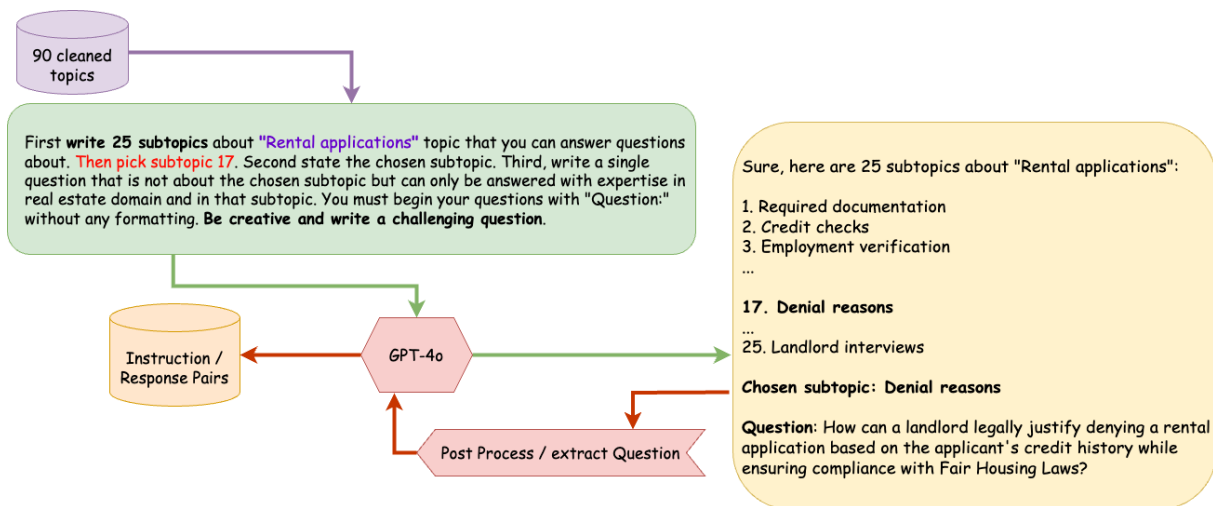 90 cleaned
topics
First write 25 subtopics about "Rental applications" topic that you can answer questions
about. Then pick subtopic 17. Second state the chosen subtopic. Third, write a single
question that is not about the chosen subtopic but can only be answered with expertise in
real estate domain and in that subtopic. You must begin your questions with "Question:"
without any formatting. Be creative and write a challenging question.
GPT-4o
Instruction /
Response Pairs
Post Process / extract Question
Sure, here are 25 subtopics about "Rental applications":
1. Required documentation
2. Credit checks
3. Employment verification
...
17. Denial reasons
...
25. Landlord interviews
Chosen subtopic: Denial reasons
Question: How can a landlord legally justify denying a rental
application based on the applicant's credit history while
ensuring compliance with Fair Housing Laws?